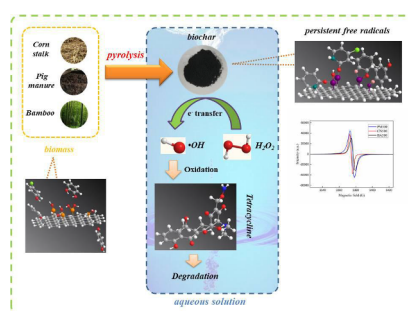 Corn
stalk
Pig
manure
Bamboo
biomass
pyrolysis
biochar
e- transfer
•OH
H₂O₂
Oxidation
Tetracycline
Degradation
aqueous solution
persistent free radicals